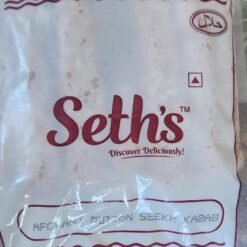 حلال
Seth's™
Discover Deliciously!
AFGHANI MUTTON SEEKH KABAB